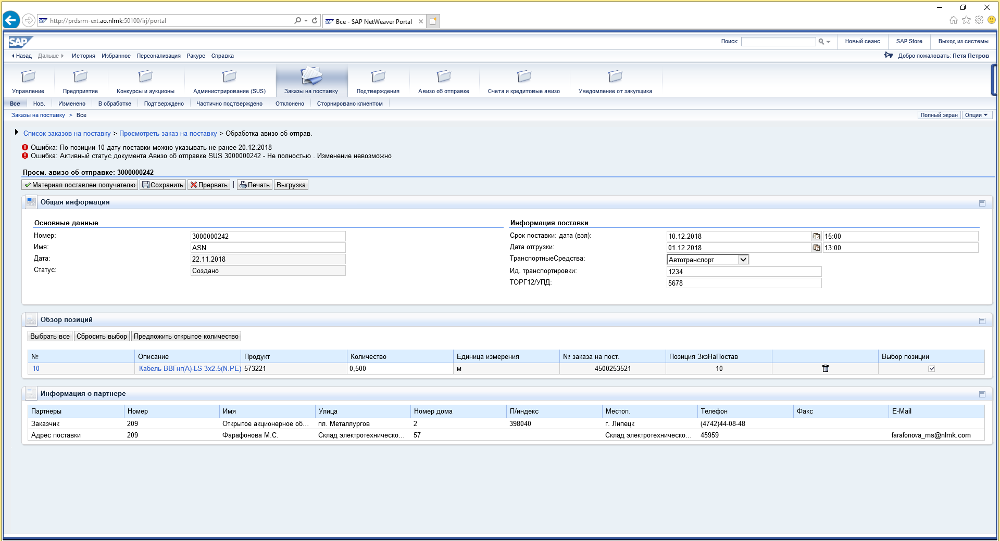 http://prdsrm-ext.ao.nlmk:50100/irj/portal
Все - SAP NetWeaver Portal
SAP
Поиск:
Новый сеанс
SAP Store
Выход из системы
Назад Дальше История Избранное Персонализация Ракурс Справка
Добро пожаловать: Петя Петров
Управление
Предприятие
Конкурсы и аукционы
Администрирование (SUS)
Заказы на поставку
Подтверждения
Авизо об отправке
Счета и кредитовые авизо
Уведомление от закупщика
Все Нов. Изменено В обработке Подтверждено Частично подтверждено Отклонено Сторнировано клиентом
Заказы на поставку > Все
Полный экран Опции
Список заказов на поставку > Просмотреть заказ на поставку > Обработка авизо об отправ.
Ошибка: По позиции 10 дату поставки можно указывать не ранее 20.12.2018
Ошибка: Активный статус документа Авизо об отправке SUS 3000000242 - Не полностью . Изменение невозможно
Просм. авизо об отправке: 3000000242
Материал поставлен получателю Сохранить Прервать | Печать Выгрузка
Общая информация
Основные данные
Номер: 3000000242
Имя: ASN
Дата: 22.11.2018
Статус: Создано
Информация поставки
Срок поставки: дата (взл): 10.12.2018 15:00
Дата отгрузки: 01.12.2018 13:00
ТранспортныеСредства: Автотранспорт
Ид. транспортировки: 1234
ТОРГ12/УПД: 5678
Обзор позиций
Выбрать все Сбросить выбор Предложить открытое количество
№ Описание Продукт Количество Единица измерения № заказа на пост. Позиция ЗкзНаПостав Выбор позиции
10 Кабель ВВГнг(А)-LS 3х2.5(N.PE) 573221 0,500 м 4500253521 10
Информация о партнере
Партнеры Номер Имя Улица Номер дома П/индекс Местоп. Телефон Факс E-Mail
Заказчик 209 Открытое акционерное об... пл. Металлургов 2 398040 г. Липецк (4742)44-08-48
Адрес поставки 209 Фарафонова М.С. Склад электротехническо... 57 Склад электротехническо... 45959 farafonova_ms@nlmk.com